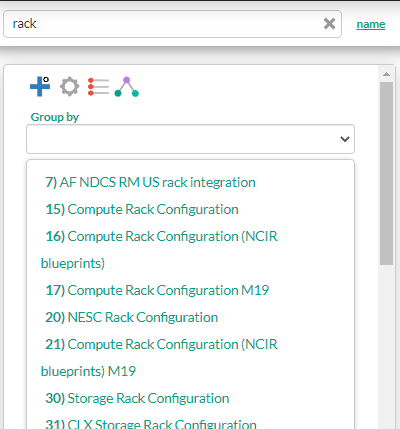 rack
name
Group by
7) AF NDCS RM US rack integration
15) Compute Rack Configuration
16) Compute Rack Configuration (NCIR
blueprints)
17) Compute Rack Configuration M19
20) NESC Rack Configuration
21) Compute Rack Configuration (NCIR
blueprints) M19
30) Storage Rack Configuration
31) CLX Storage Rack Configuration